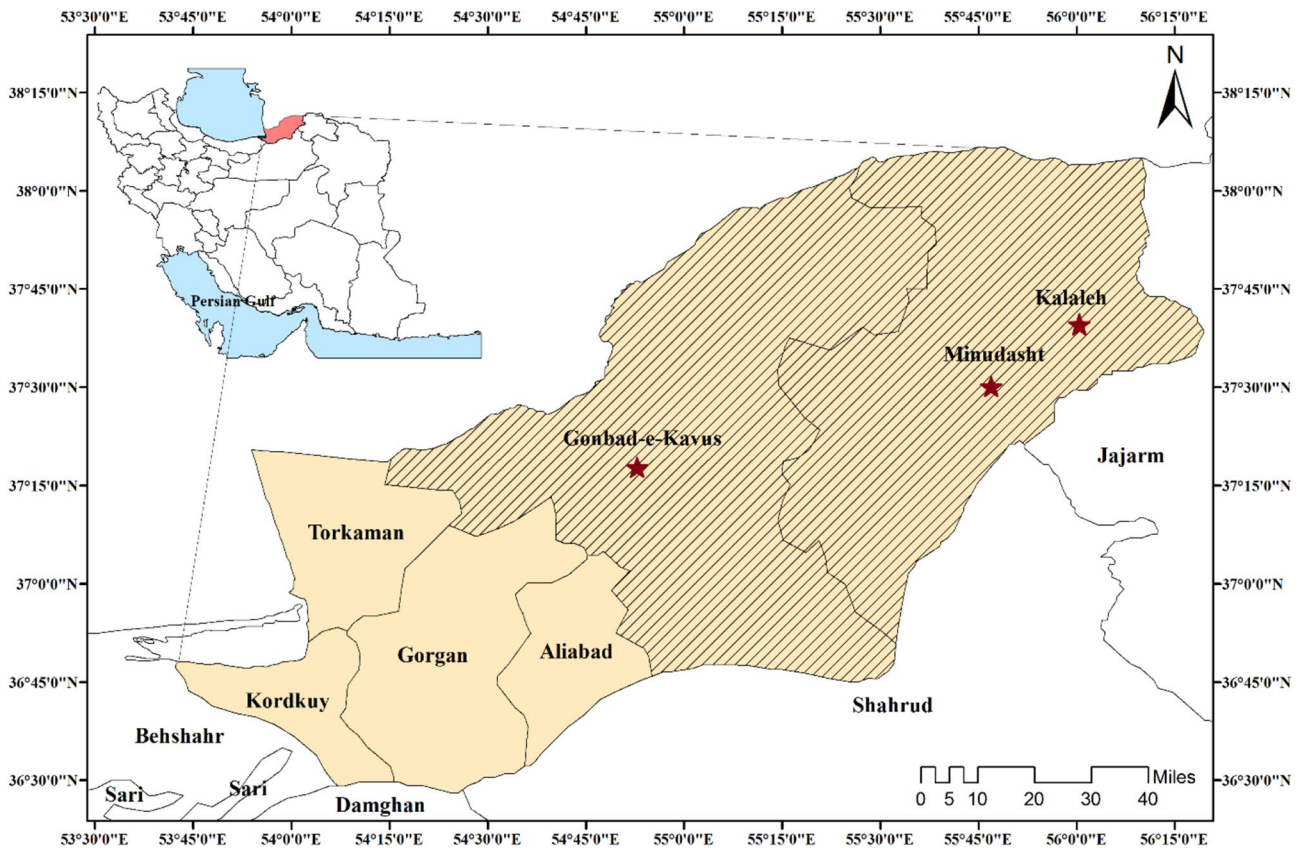 53°30'0"E 53°45'0"E 54°0'0"E 54°15'0"E 54°30'0"E 54°45'0"E 55°0'0"E 55°15'0"E 55°30'0"E 55°45'0"E 56°0'0"E 56°15'0"E
N
38°15'0"N 38°15'0"N
38°0'0"N 38°0'0"N
37°45'0"N 37°45'0"N
Persian Gulf
Kalaleh
Minudasht
37°30'0"N 37°30'0"N
Gonbad-e-Kavus
Jajarm
37°15'0"N 37°15'0"N
Torkaman
37°0'0"N 37°0'0"N
Gorgan
Aliabad
36°45'0"N 36°45'0"N
Kordkuy
Shahrud
Behshahr
36°30'0"N 36°30'0"N
Sari
Sari
Damghan
Miles
0 5 10 20 30 40
53°30'0"E 53°45'0"E 54°0'0"E 54°15'0"E 54°30'0"E 54°45'0"E 55°0'0"E 55°15'0"E 55°30'0"E 55°45'0"E 56°0'0"E 56°15'0"E